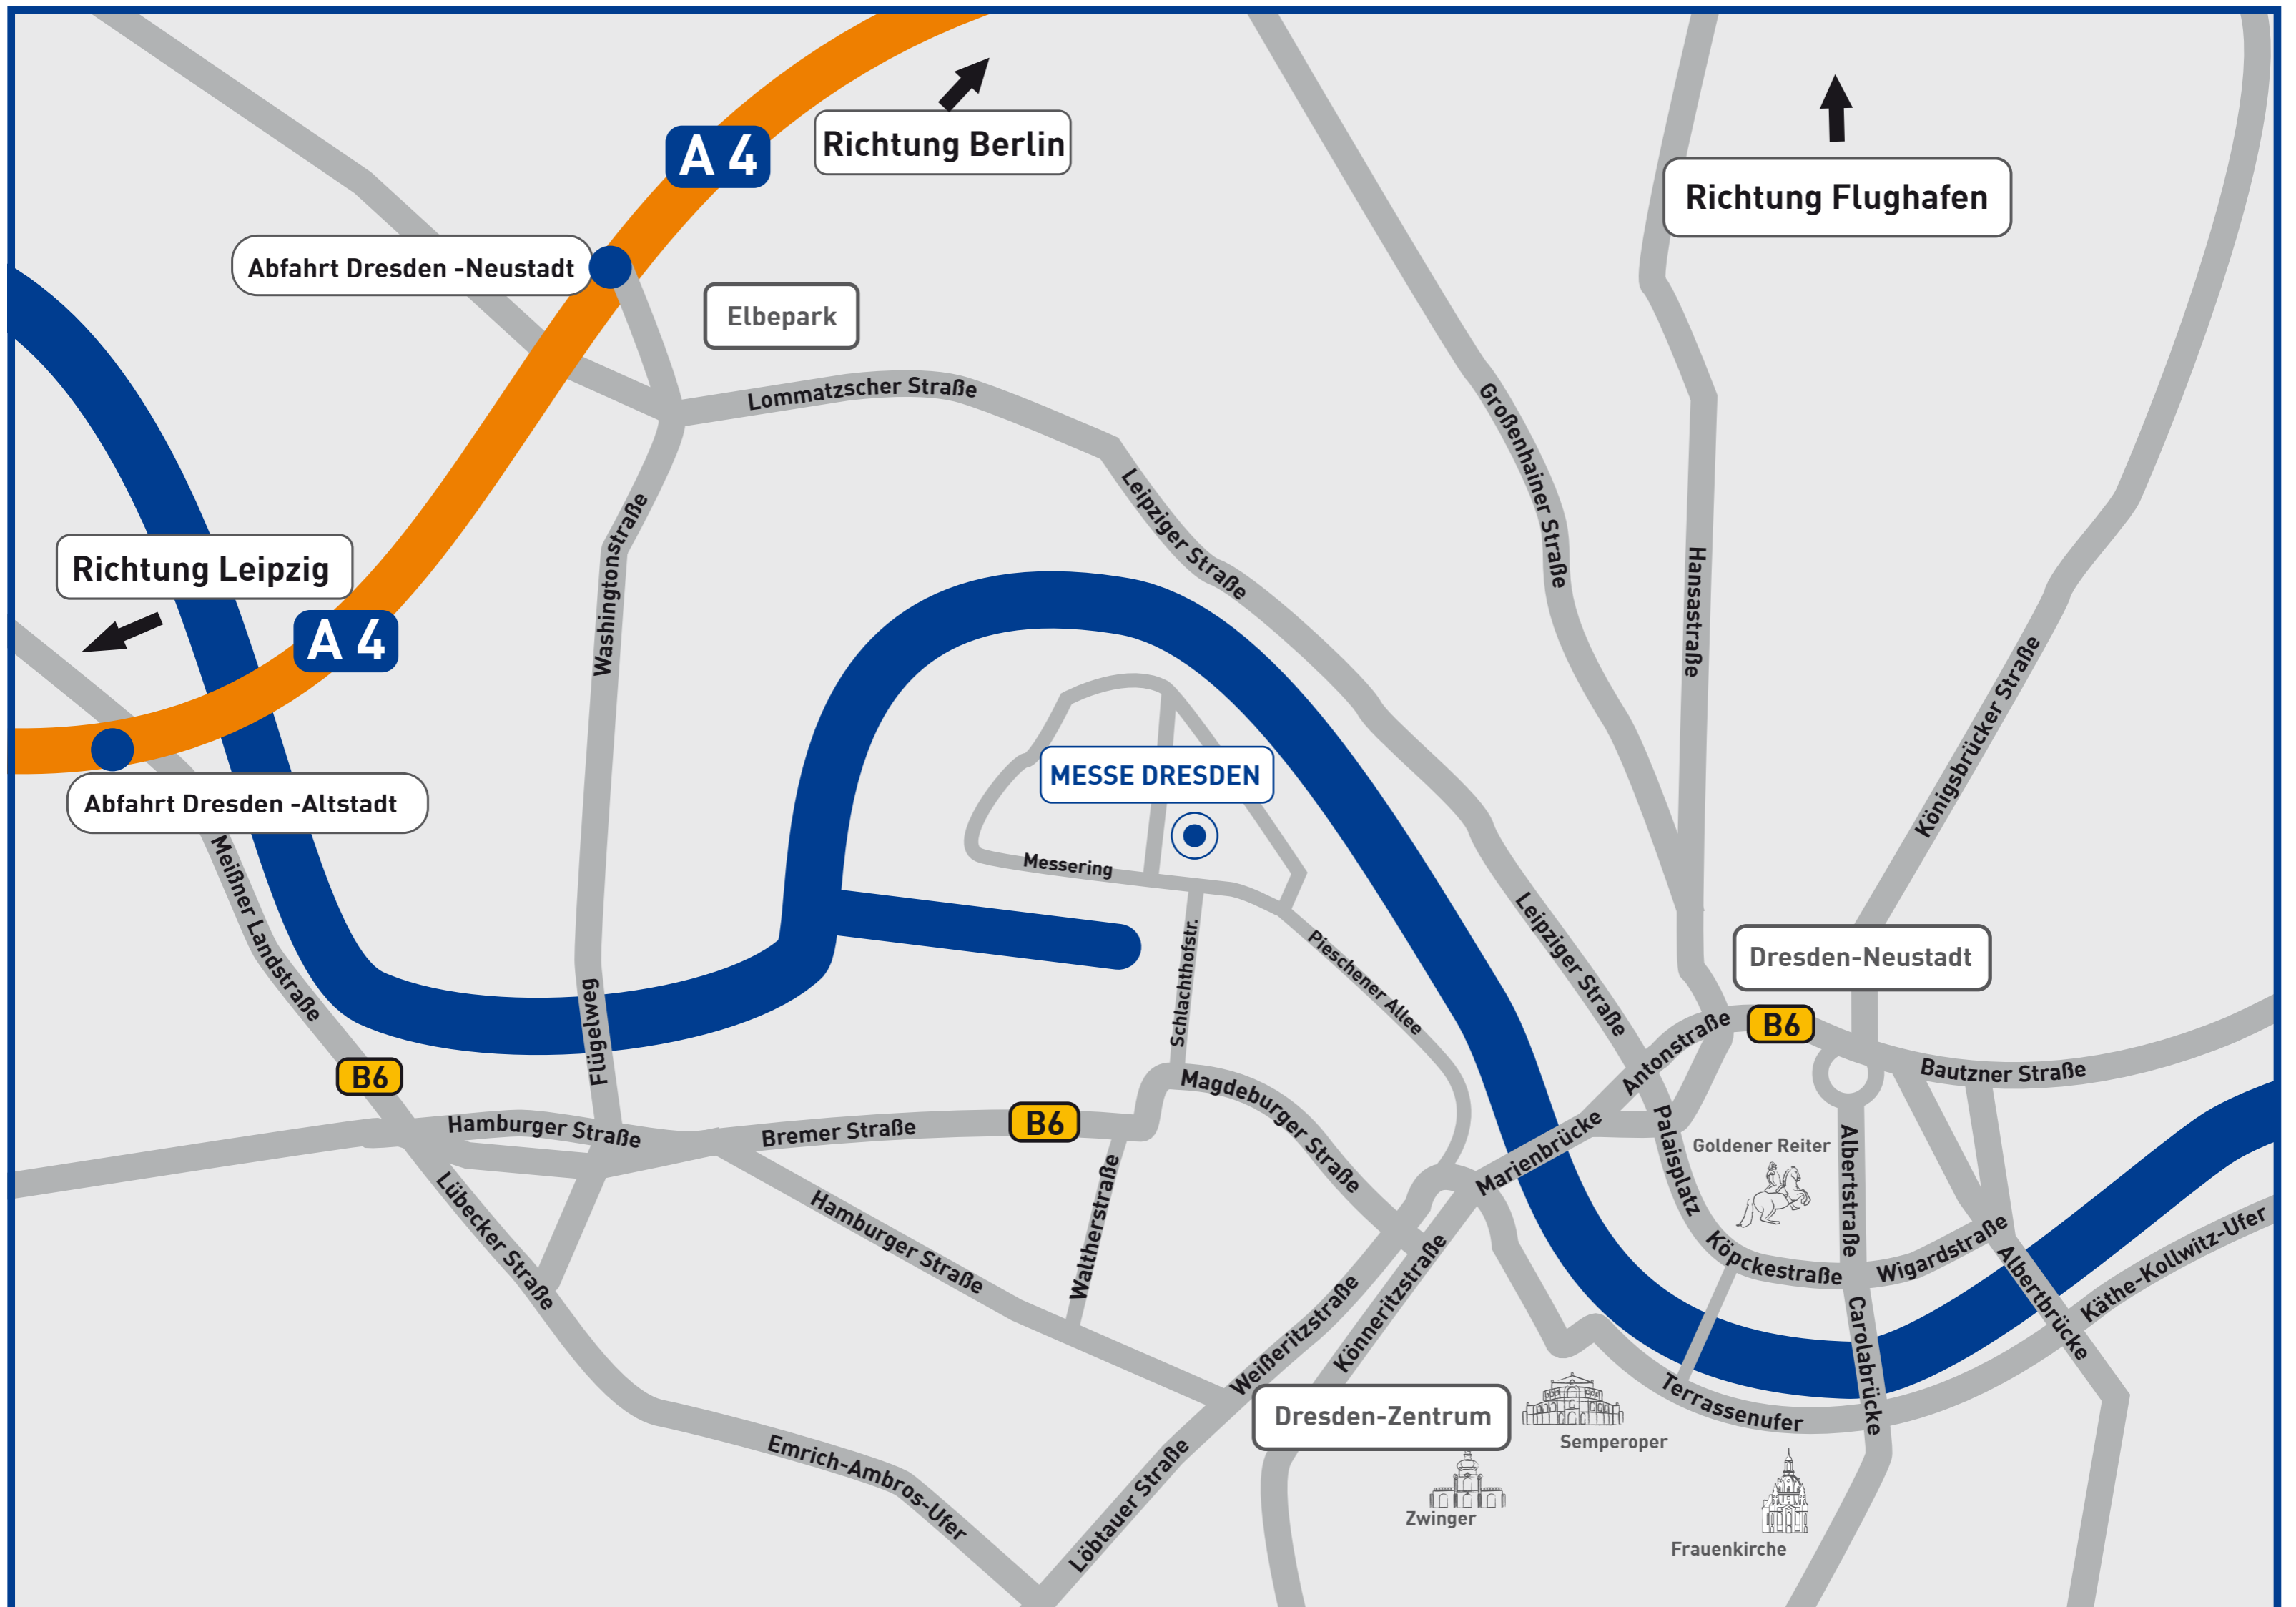 A 4
Richtung Berlin
Richtung Flughafen
Abfahrt Dresden -Neustadt
Elbepark
Lommatzscher Straße
Großenhainer Straße
Leipziger Straße
Washingtonstraße
Richtung Leipzig
A 4
Hansastraße
Königsbrücker Straße
MESSE DRESDEN
Abfahrt Dresden -Altstadt
Meißner Landstraße
Messering
Leipziger Straße
Schlachthofstr.
Pieschener Allee
Dresden-Neustadt
Flügelweg
Antonstraße
B6
Bautzner Straße
B6
Hamburger Straße
Bremer Straße
B6
Magdeburger Straße
Marienbrücke
Palaisplatz
Goldener Reiter
Albertstraße
Lübecker Straße
Hamburger Straße
Waltherstraße
Köpckestraße
Wigardstraße
Albertbrücke
Käthe-Kollwitz-Ufer
Weißeritzstraße
Könneritzstraße
Carolabrücke
Terrassenufer
Dresden-Zentrum
Semperoper
Emrich-Ambros-Ufer
Löbtauer Straße
Zwinger
Frauenkirche